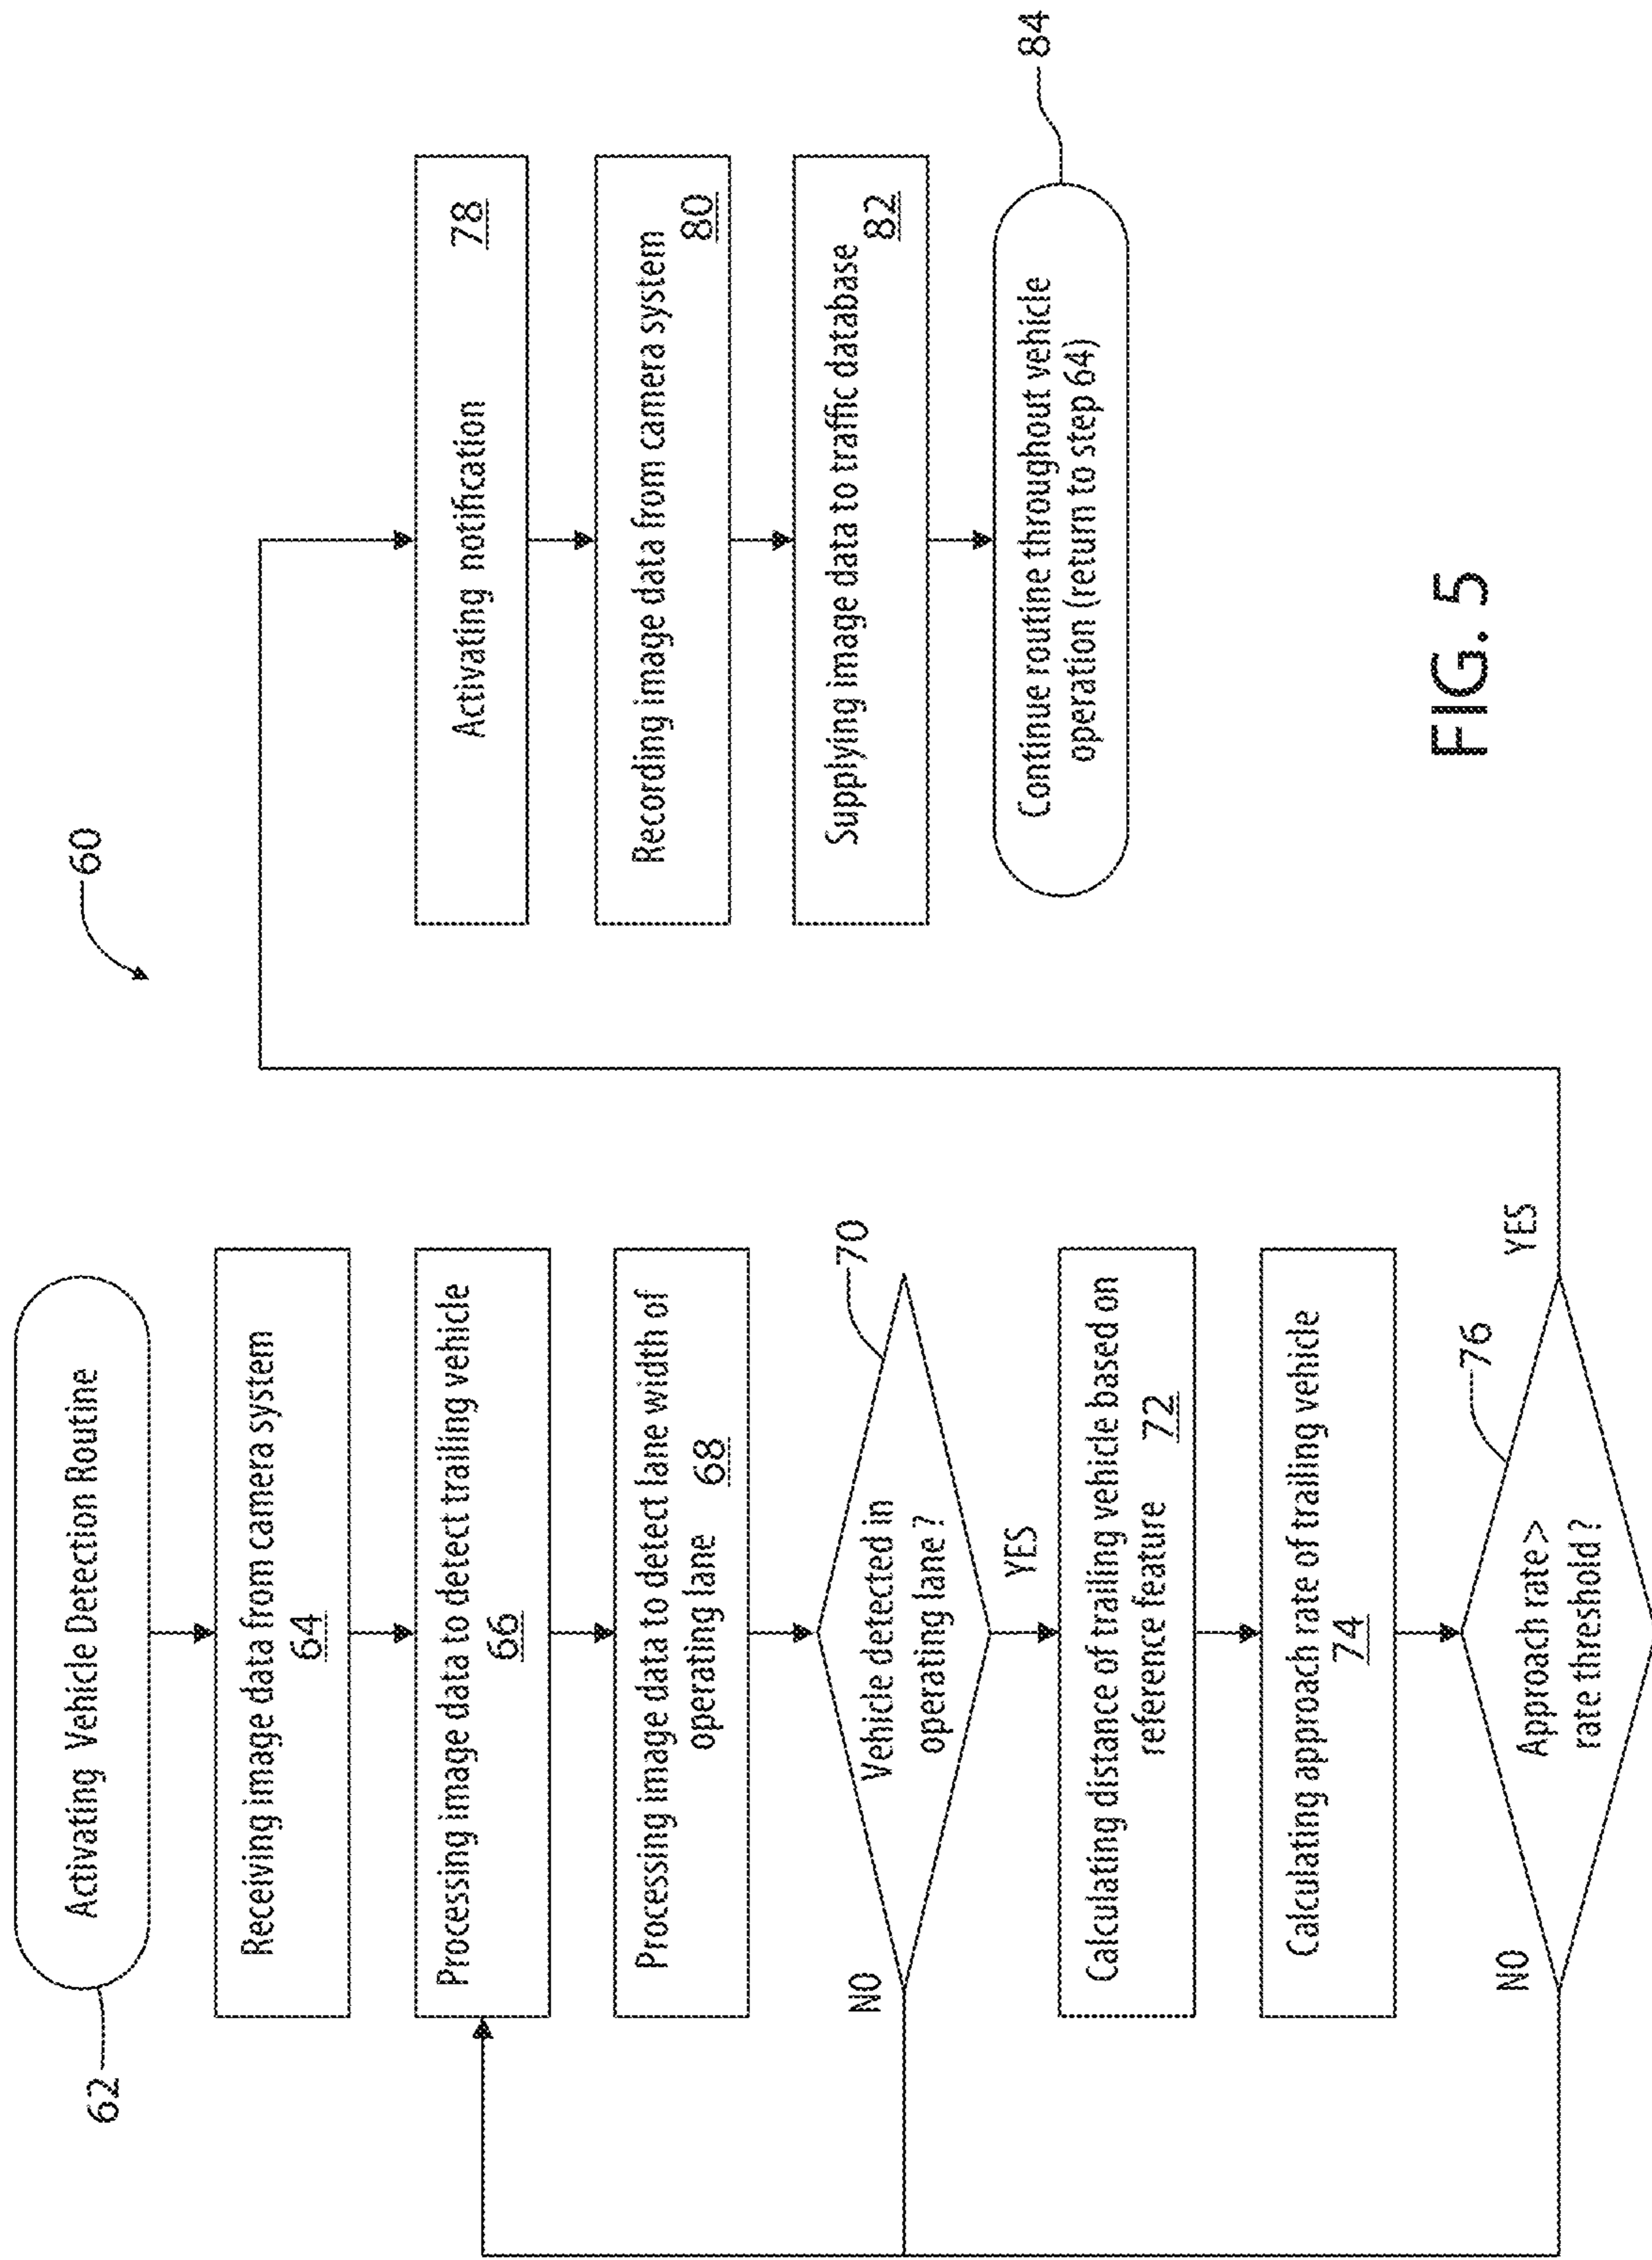 60
62
Activating Vehicle Detection Routine
Receiving image data from camera system
64
Processing image data to detect trailing vehicle
66
Processing image data to detect lane width of
operating lane 68
70
Vehicle detected in
operating lane?
NO
YES
Calculating distance of trailing vehicle based on
reference feature 72
Calculating approach rate of trailing vehicle
74
76
Approach rate>
rate threshold?
NO
YES
Activating notification 78
Recording image data from camera system
80
Supplying image data to traffic database
82
Continue routine throughout vehicle
operation (return to step 64)
84
FIG. 5